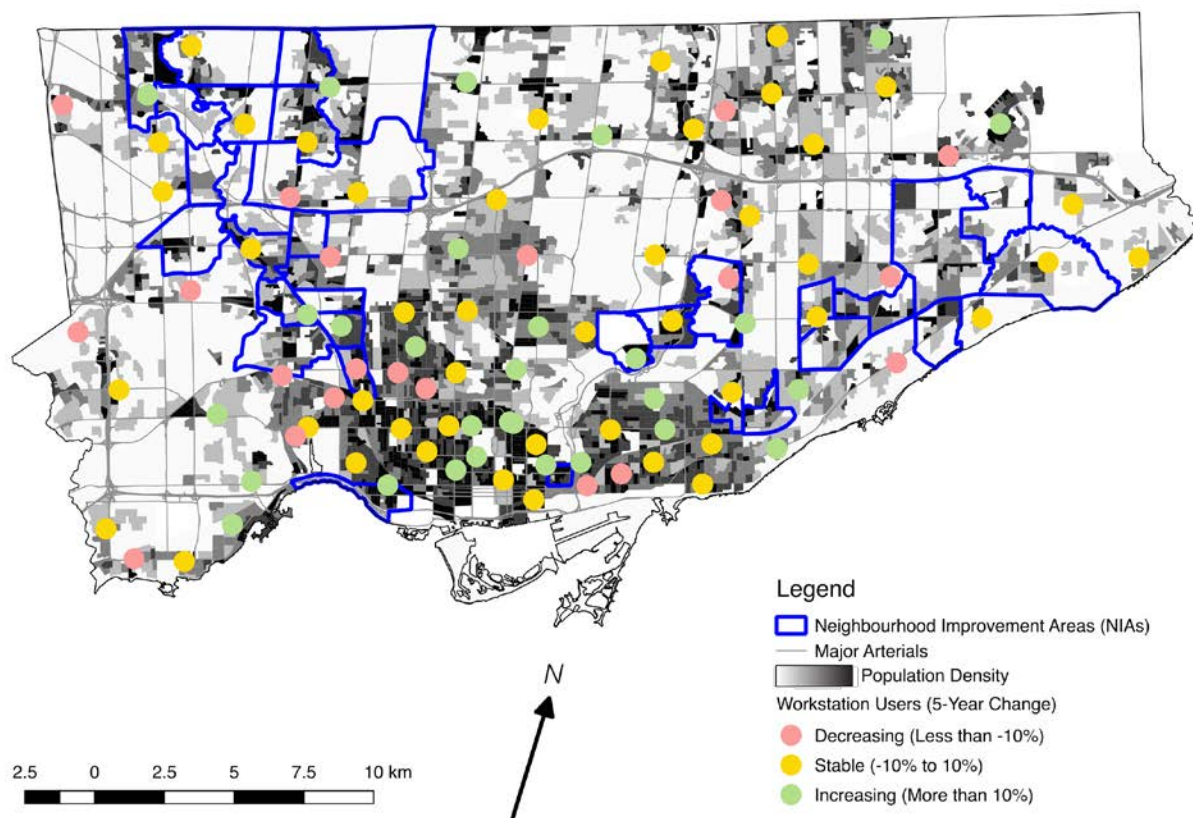 Legend
Neighbourhood Improvement Areas (NIAs)
Major Arterials
Population Density
Workstation Users (5-Year Change)
Decreasing (Less than -10%)
Stable (-10% to 10%)
Increasing (More than 10%)
N
2.5 0 2.5 5 7.5 10 km